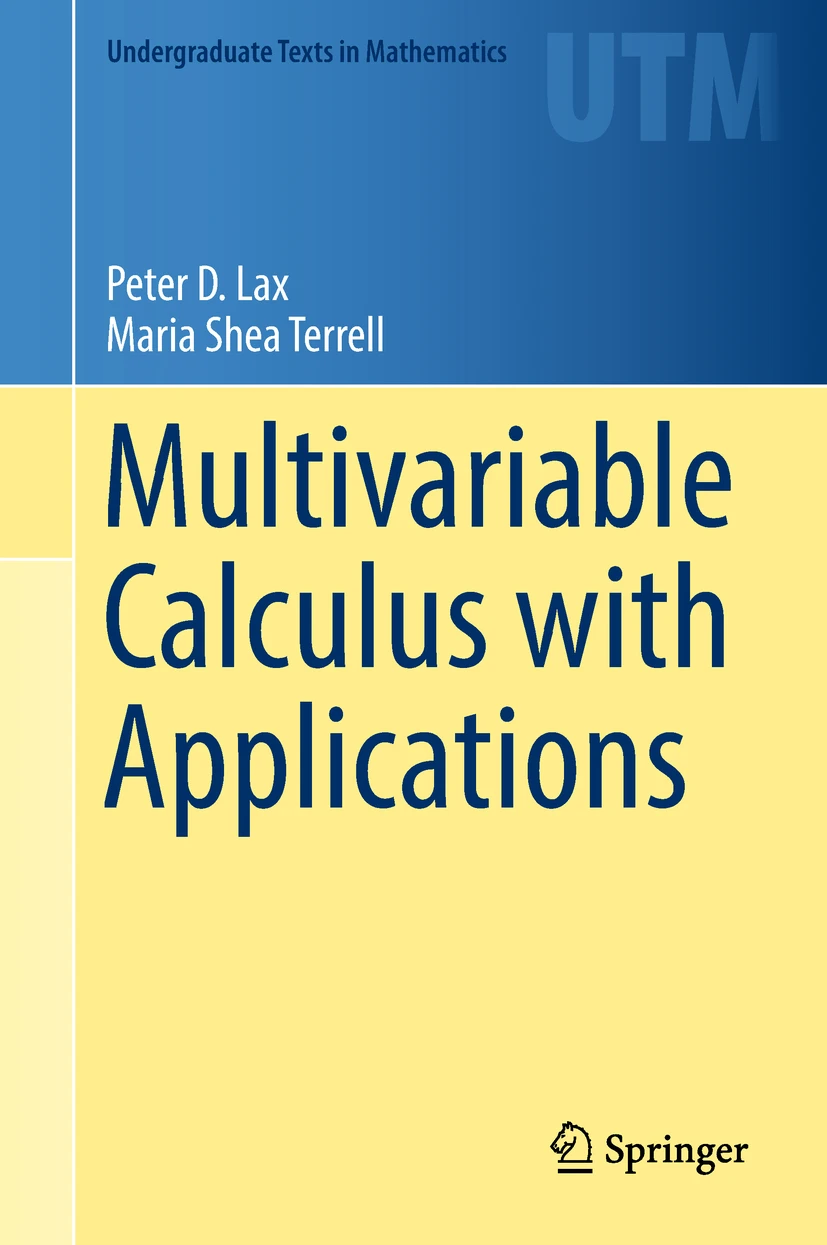 Undergraduate Texts in Mathematics
UTM
Peter D. Lax
Maria Shea Terrell
Multivariable
Calculus with
Applications
Springer